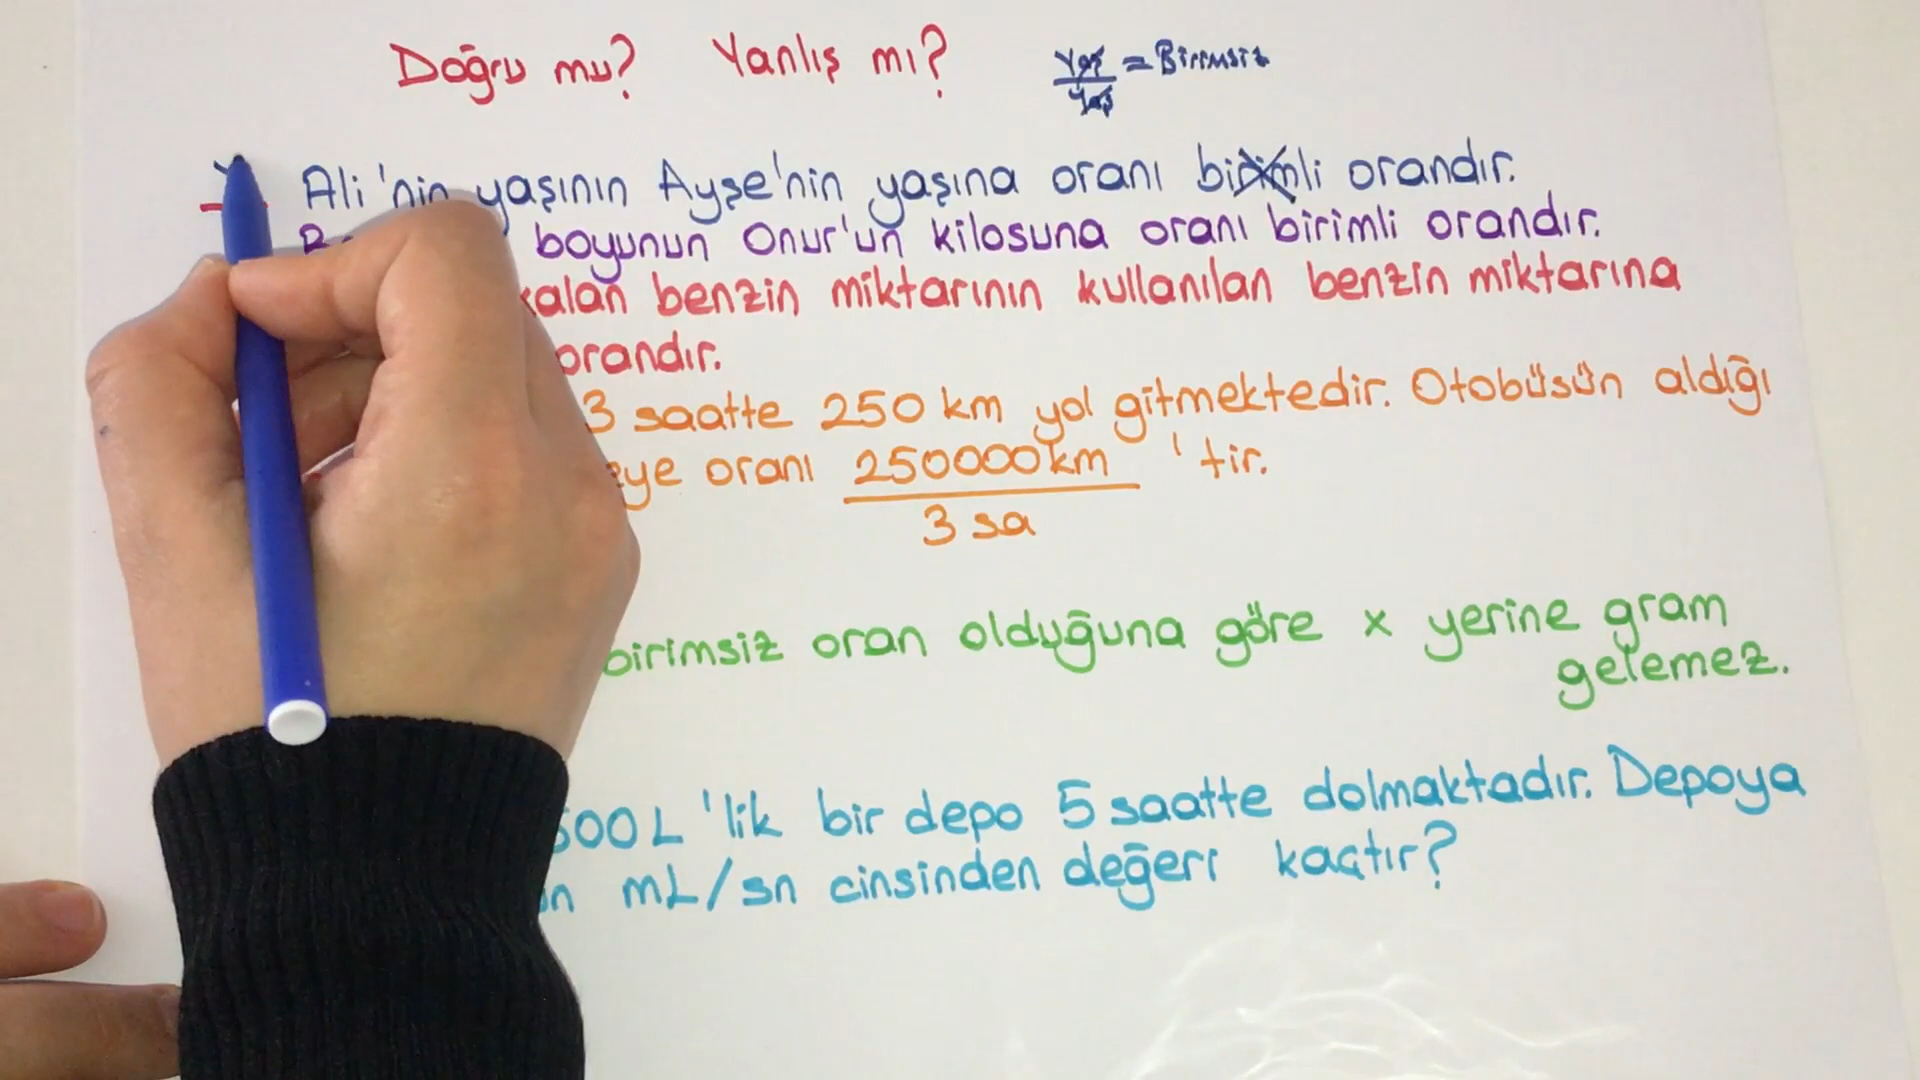 Doğru mu? Yanlış mı?
yaş = Birimsiz
yaş
Ali'nin yaşının Ayşe'nin yaşına oranı birimli orandır.
boyunun Onur'un kilosuna oranı birimli orandır.
kalan benzin miktarının kullanılan benzin miktarına
orandır.
3 saatte 250 km yol gitmektedir. Otobüsün aldığı
oranı 250000km 'tir.
3 sa
birimsiz oran olduğuna göre x yerine gram
gelemez.
500L 'lik bir depo 5 saatte dolmaktadır. Depoya
mL/sn cinsinden değeri kaçtır?